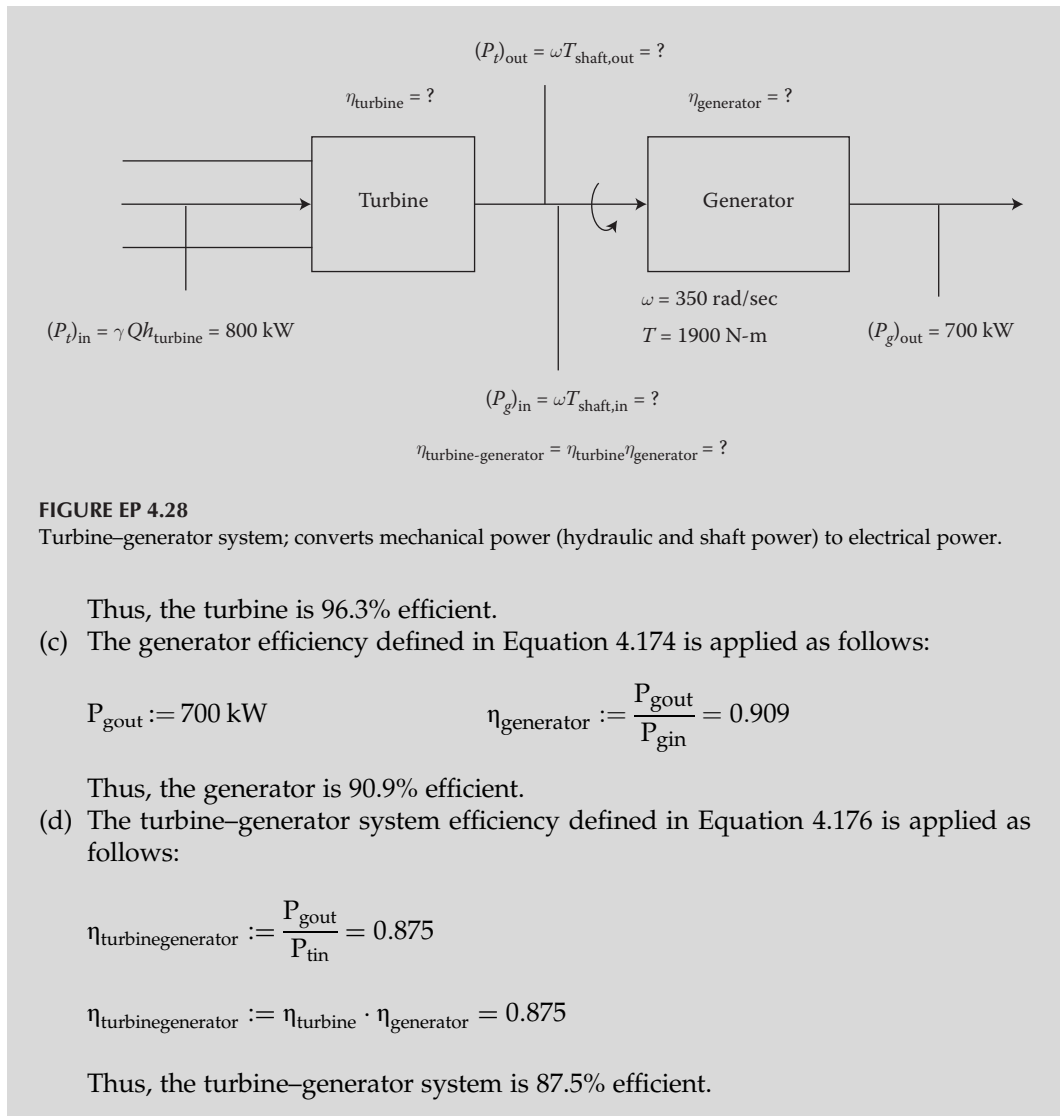 (P_t)_out = ωT_shaft,out = ?
η_turbine = ?
η_generator = ?
Turbine
Generator
ω = 350 rad/sec
T = 1900 N-m
(P_t)_in = γ Qh_turbine = 800 kW
(P_g)_out = 700 kW
(P_g)_in = ωT_shaft,in = ?
η_turbine-generator = η_turbineη_generator = ?
FIGURE EP 4.28
Turbine–generator system; converts mechanical power (hydraulic and shaft power) to electrical power.
Thus, the turbine is 96.3% efficient.
(c) The generator efficiency defined in Equation 4.174 is applied as follows:
P_gout := 700 kW η_generator := P_gout / P_gin = 0.909
Thus, the generator is 90.9% efficient.
(d) The turbine–generator system efficiency defined in Equation 4.176 is applied as
follows:
η_turbinegenerator := P_gout / P_tin = 0.875
η_turbinegenerator := η_turbine · η_generator = 0.875
Thus, the turbine–generator system is 87.5% efficient.